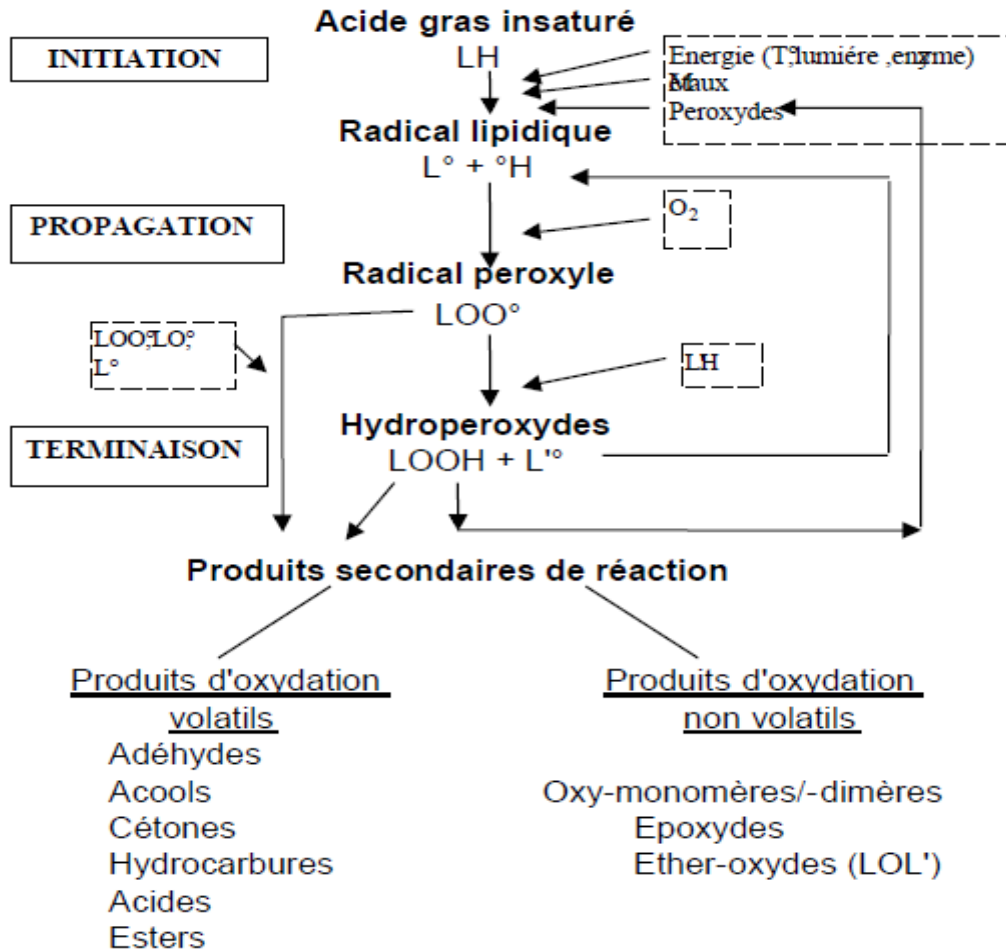 Acide gras insaturé
INITIATION
LH
Energie (T°,lumiére ,enzyme)
Peroxydes
Radical lipidique
L° + °H
PROPAGATION
O2
Radical peroxyle
LOO°
LOO°,LO°,
L°
L'H
Hydroperoxydes
TERMINAISON
LOOH + L'°
Produits secondaires de réaction
Produits d'oxydation
volatils
Adéhydes
Acools
Cétones
Hydrocarbures
Acides
Esters
Produits d'oxydation
non volatils
Oxy-monomères/-dimères
Epoxydes
Ether-oxydes (LOL')